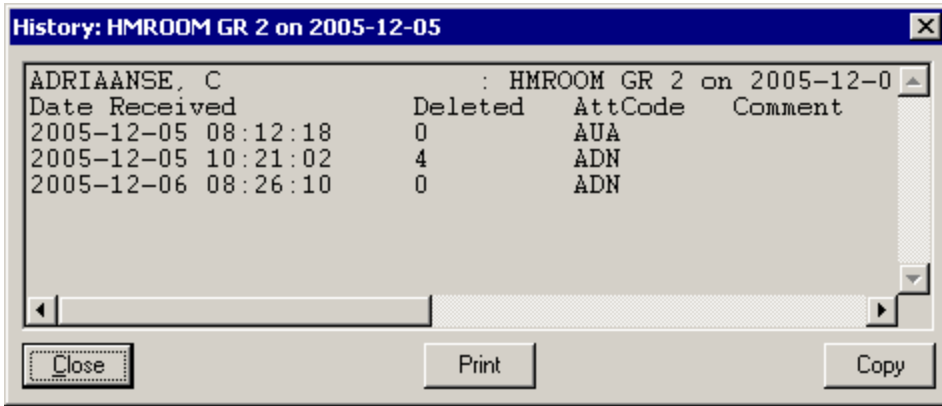 History: HMROOM GR 2 on 2005-12-05
ADRIAANSE, C : HMROOM GR 2 on 2005-12-0
Date Received Deleted AttCode Comment
2005-12-05 08:12:18 0 AUA
2005-12-05 10:21:02 4 ADN
2005-12-06 08:26:10 0 ADN
Close Print Copy